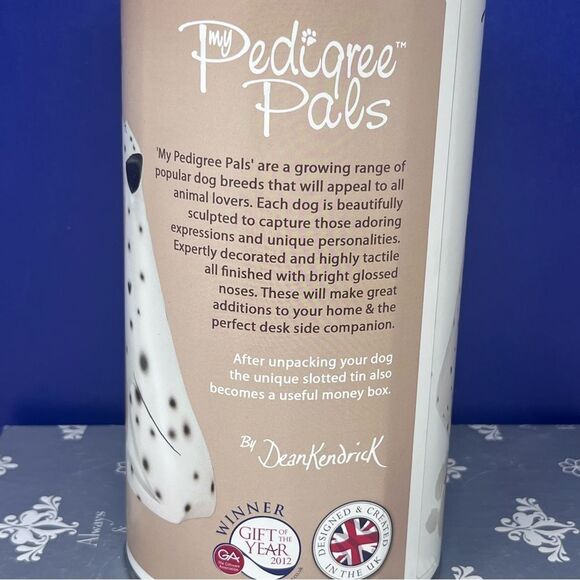 my Pedigree™
Pals
'My Pedigree Pals' are a growing range of
popular dog breeds that will appeal to all
animal lovers. Each dog is beautifully
sculpted to capture those adoring
expressions and unique personalities.
Expertly decorated and highly tactile
all finished with bright glossed
noses. These will make great
additions to your home & the
perfect desk side companion.
After unpacking your dog
the unique slotted tin also
becomes a useful money box.
By DeanKendrick
WINNER
GIFT OF THE
YEAR 2012
GA
DESIGNED & CREATED
IN THE UK
Always